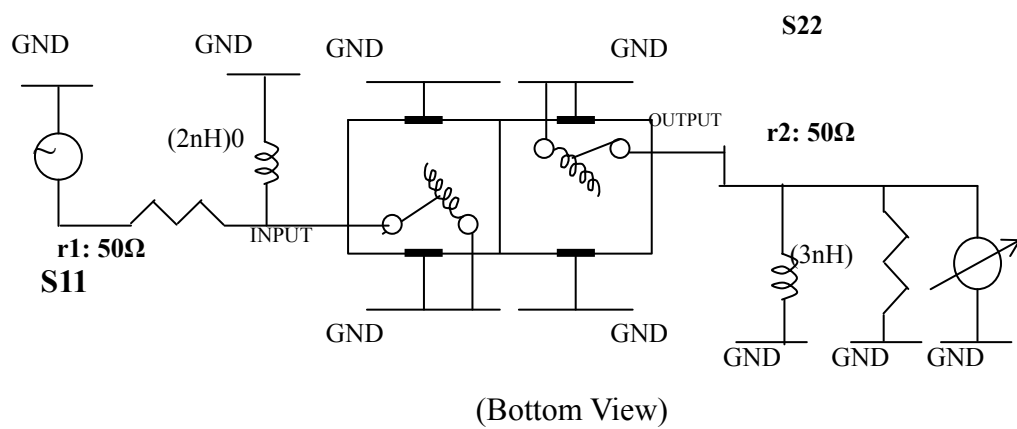 S22
GND
GND
GND
GND
(2nH)0
OUTPUT
r2: 50Ω
INPUT
r1: 50Ω
S11
(3nH)
GND
GND
GND
GND
GND
(Bottom View)